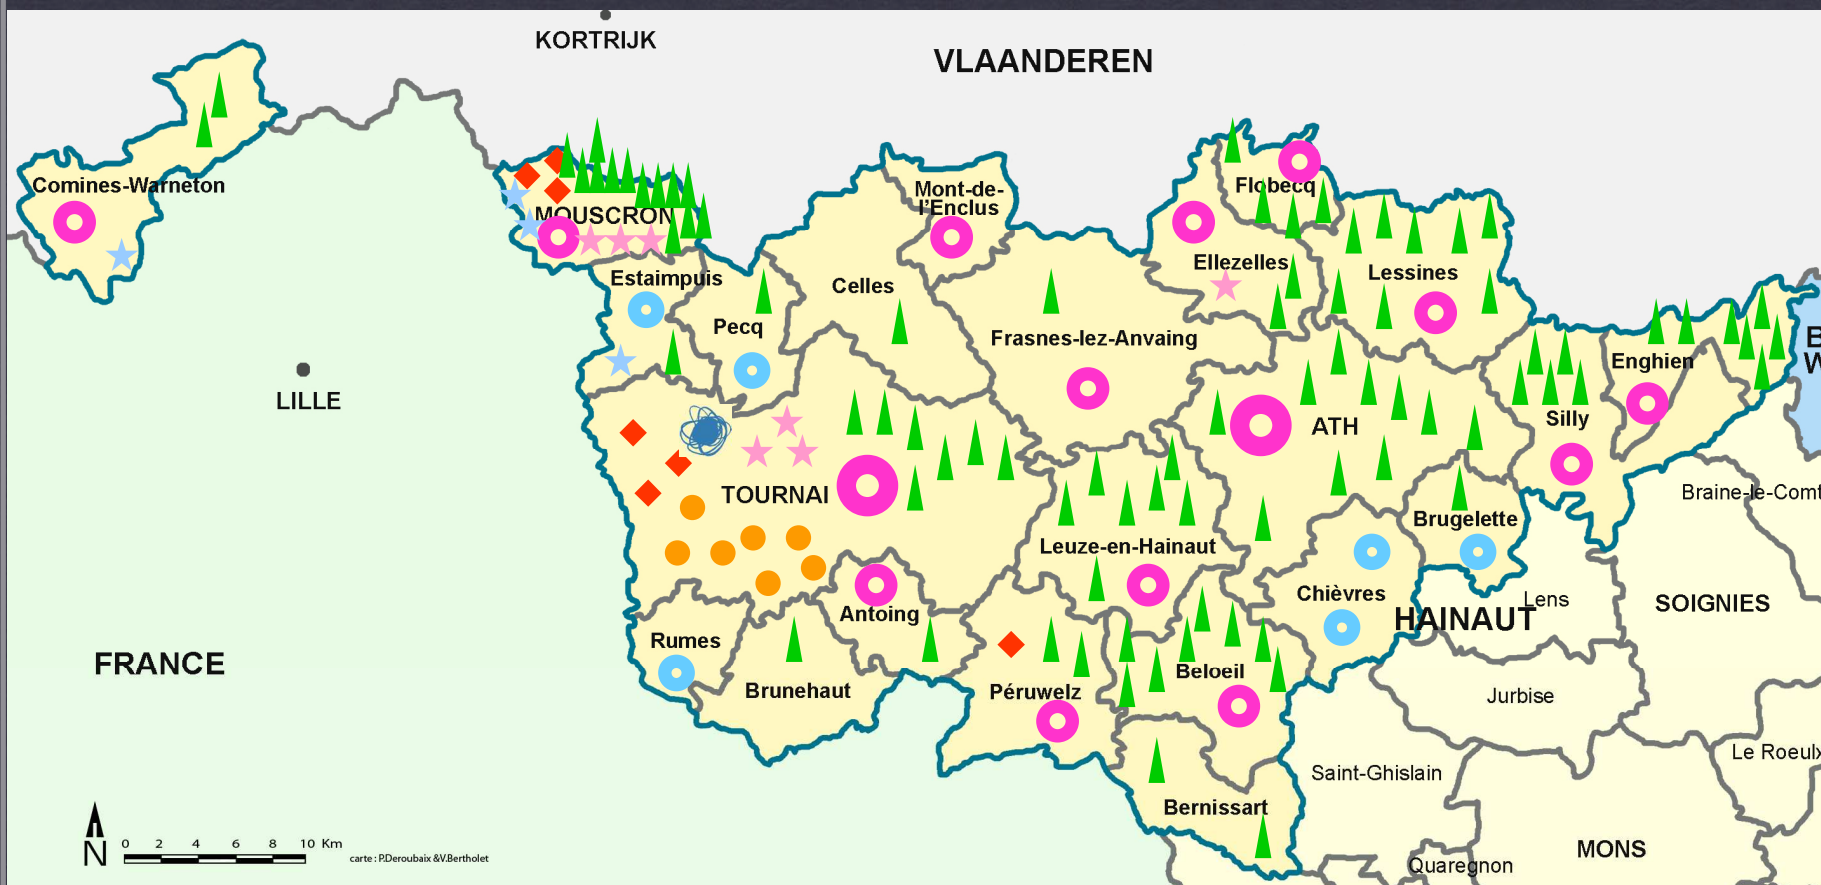 KORTRIJK
VLAANDEREN
Comines-Warneton
MOUSCRON
Mont-de-
l'Enclus
Flobecq
Estaimpuis
Celles
Ellezelles
Lessines
Pecq
Frasnes-lez-Anvaing
B
W
Enghien
LILLE
ATH
Silly
TOURNAI
Braine-le-Comt
Brugelette
Leuze-en-Hainaut
Chièvres
Lens
SOIGNIES
HAINAUT
Antoing
Rumes
FRANCE
Beloeil
Brunehaut
Péruwelz
Jurbise
Le Roeulx
Saint-Ghislain
Bernissart
0 2 4 6 8 10 Km
N
carte : P.Deroubaix &V.Bertholet
MONS
Quaregnon